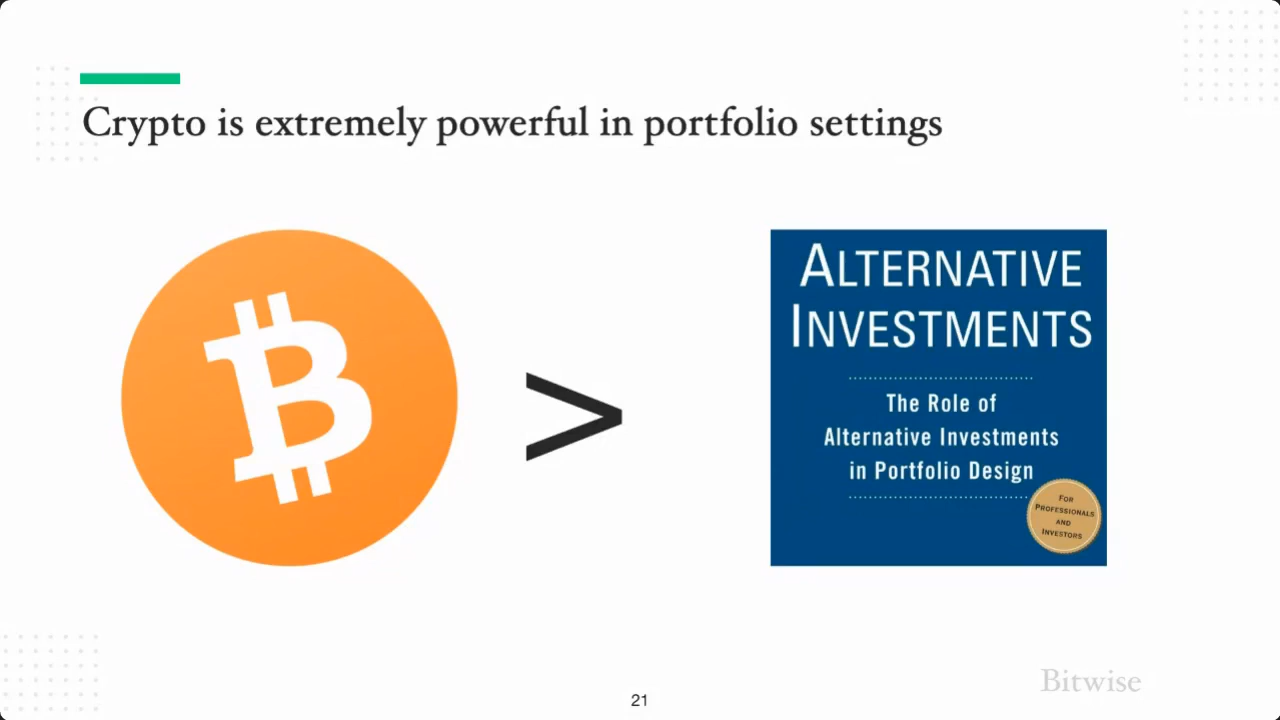 Crypto is extremely powerful in portfolio settings
>
ALTERNATIVE
INVESTMENTS
The Role of
Alternative Investments
in Portfolio Design
FOR
PROFESSIONALS
AND
INVESTORS
Bitwise
21